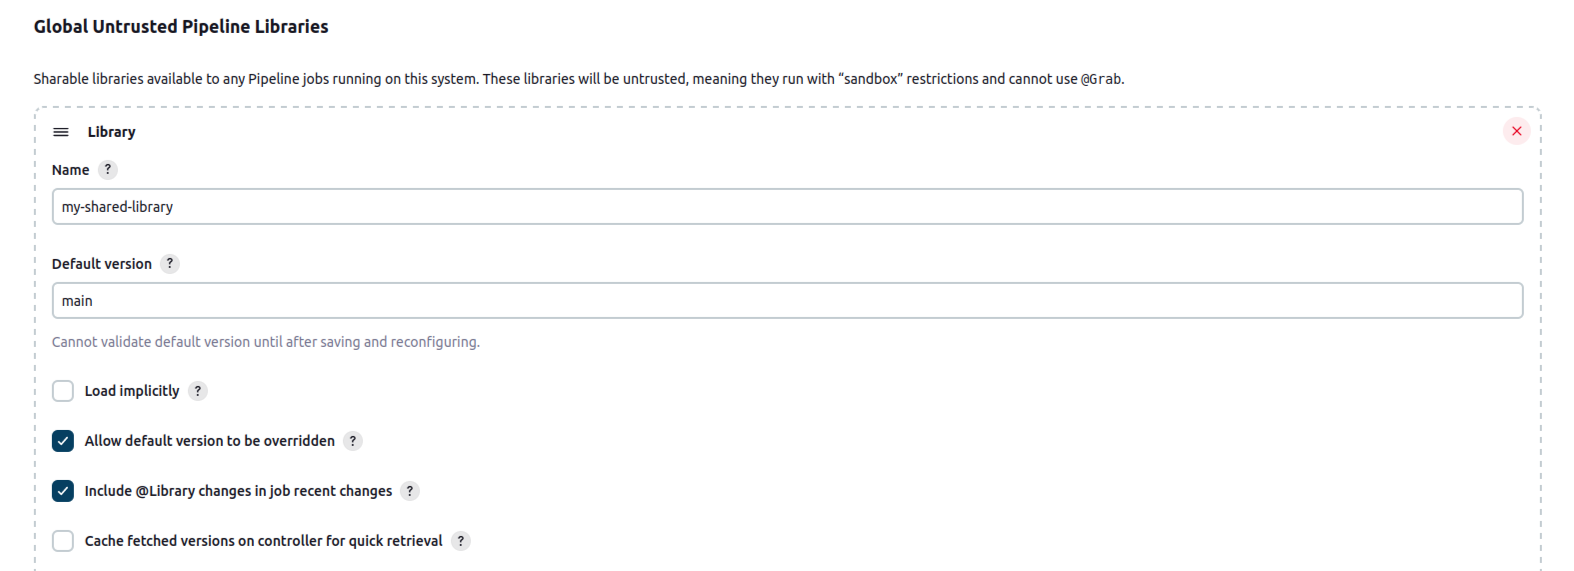 Global Untrusted Pipeline Libraries
Sharable libraries available to any Pipeline jobs running on this system. These libraries will be untrusted, meaning they run with “sandbox” restrictions and cannot use @Grab.
Library
Name ?
my-shared-library
Default version ?
main
Cannot validate default version until after saving and reconfiguring.
Load implicitly ?
Allow default version to be overridden ?
Include @Library changes in job recent changes ?
Cache fetched versions on controller for quick retrieval ?